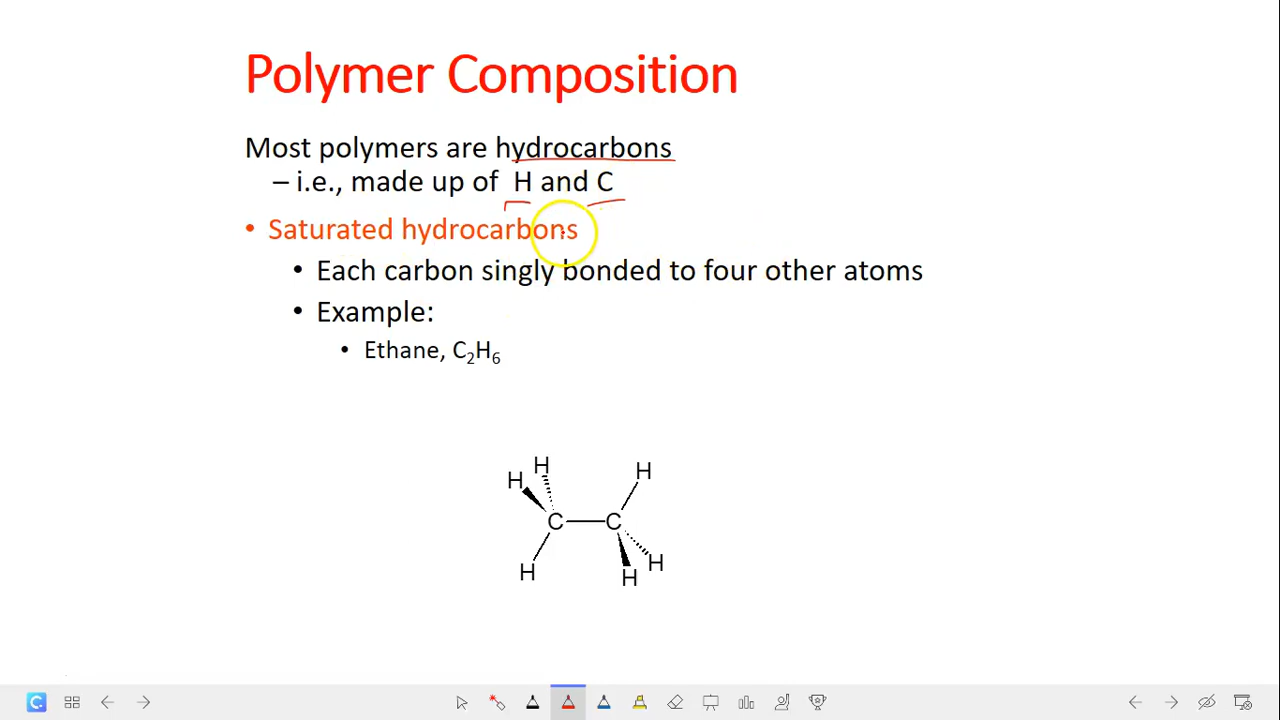 Polymer Composition
Most polymers are hydrocarbons
– i.e., made up of H and C
• Saturated hydrocarbons
• Each carbon singly bonded to four other atoms
• Example:
• Ethane, C₂H₆
H H H
C C
H H H
C